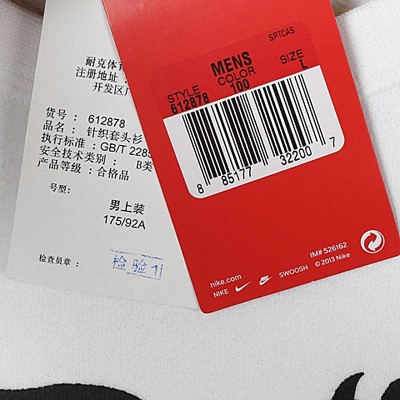 耐克体
注册地址
开发区
货号: 612878
品名: 针织套头衫
执行标准: GB/T 2285
安全技术类别: B类
产品等级: 合格品
号型:
男上装
175/92A
检查员章:
检验
SPTCAS
MENS
SIZE
L
STYLE
612878
COLOR
100
8 85177 32200 7
IM# 526162
© 2013 Nike
nike.com
NIKE
SWOOSH